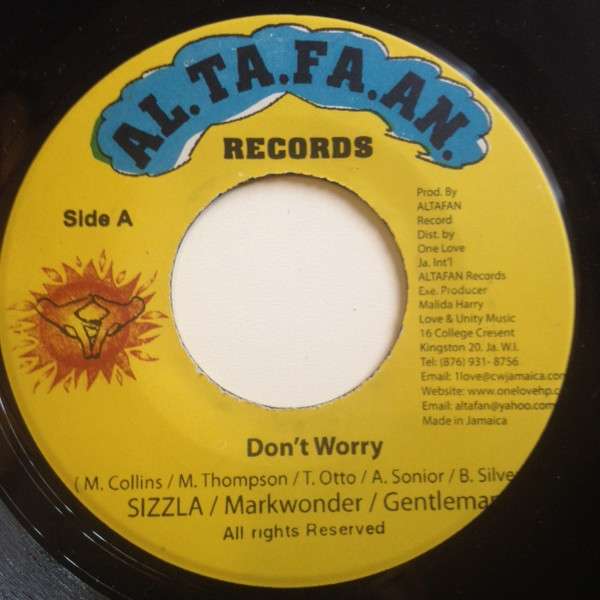 AL.TA.FA.AN.
RECORDS
Side A
Prod. By
ALTAFAN
Record
Dist. by
One Love
Ja. Int'l
ALTAFAN Records
Exe. Producer
Malida Harry
Love & Unity Music
16 College Cresent
Kingston 20. Ja. W.I.
Tel: (876) 931- 8756
Email: 1love@cwjamaica.com
Website: www.onelovehp.c
Email: altafan@yahoo.com
Made in Jamaica
Don't Worry
( M. Collins / M. Thompson / T. Otto / A. Sonior / B. Silve
SIZZLA / Markwonder / Gentleman
All rights Reserved